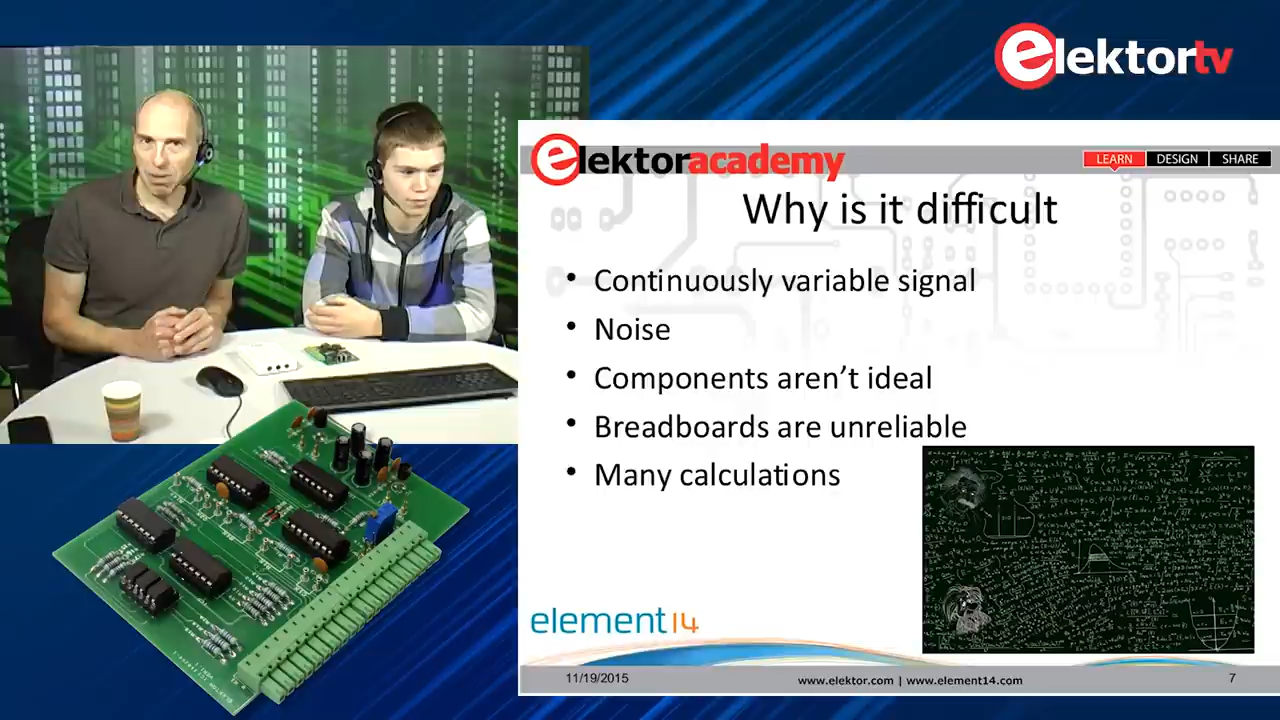 elektortv
elektoracademy
LEARN DESIGN SHARE
Why is it difficult
• Continuously variable signal
• Noise
• Components aren’t ideal
• Breadboards are unreliable
• Many calculations
element14
11/19/2015
www.elektor.com | www.element14.com
7